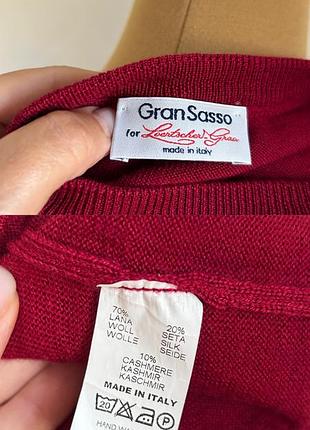 Gran Sasso
for Loertscher-Grau
made in italy
70%
LANA
WOLL
WOLLE
20%
SETA
SILK
SEIDE
10%
CASHMERE
KASHMIR
KASCHMIR
MADE IN ITALY
20